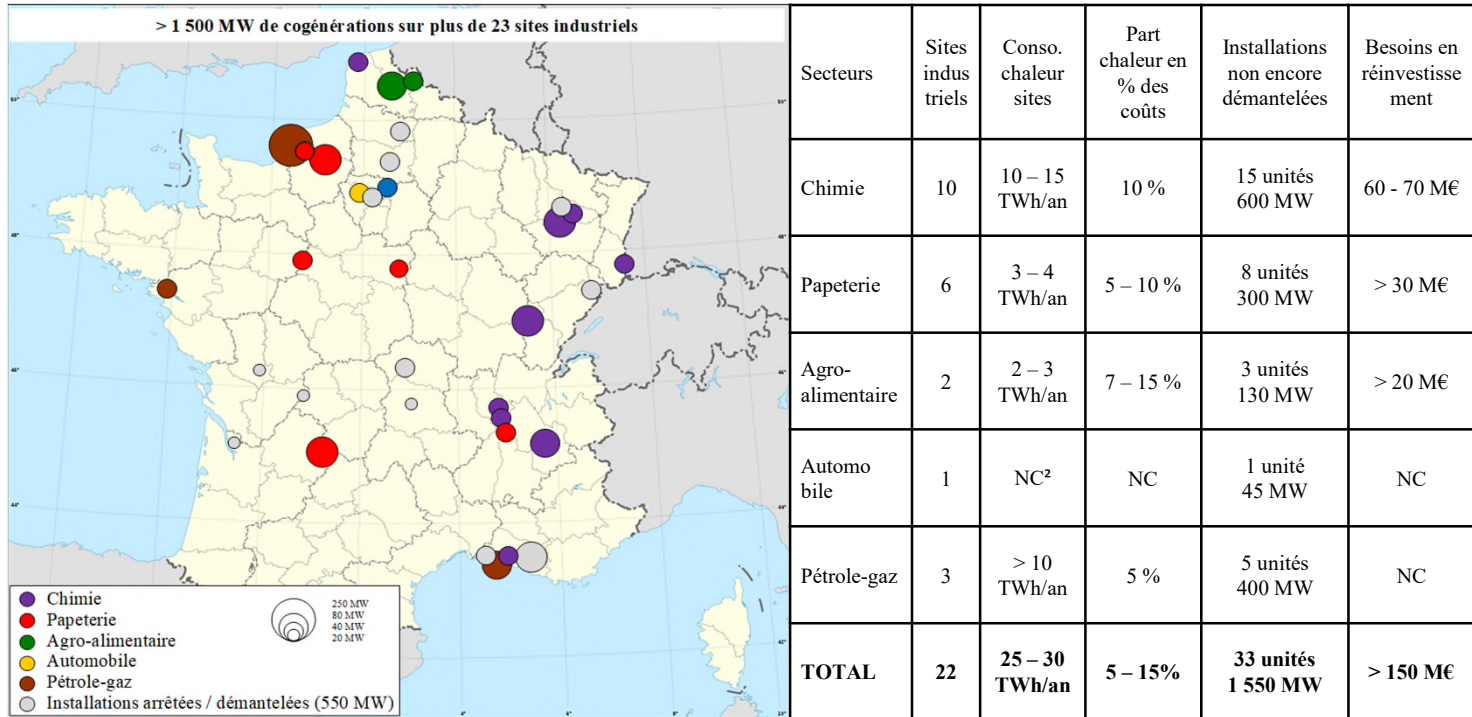 > 1 500 MW de cogénérations sur plus de 23 sites industriels
Chimie
Papeterie
Agro-alimentaire
Automobile
Pétrole-gaz
Installations arrêtées / démantelées (550 MW)
250 MW
80 MW
40 MW
20 MW
Secteurs
Sites
indus
triels
Conso.
chaleur
sites
Part
chaleur en
% des
coûts
Installations
non encore
démantelées
Besoins en
réinvestisse
ment
Chimie
10
10 – 15
TWh/an
10 %
15 unités
600 MW
60 - 70 M€
Papeterie
6
3 – 4
TWh/an
5 – 10 %
8 unités
300 MW
> 30 M€
Agro-
alimentaire
2
2 – 3
TWh/an
7 – 15 %
3 unités
130 MW
> 20 M€
Automo
bile
1
NC²
NC
1 unité
45 MW
NC
Pétrole-gaz
3
> 10
TWh/an
5 %
5 unités
400 MW
NC
TOTAL
22
25 – 30
TWh/an
5 – 15%
33 unités
1 550 MW
> 150 M€